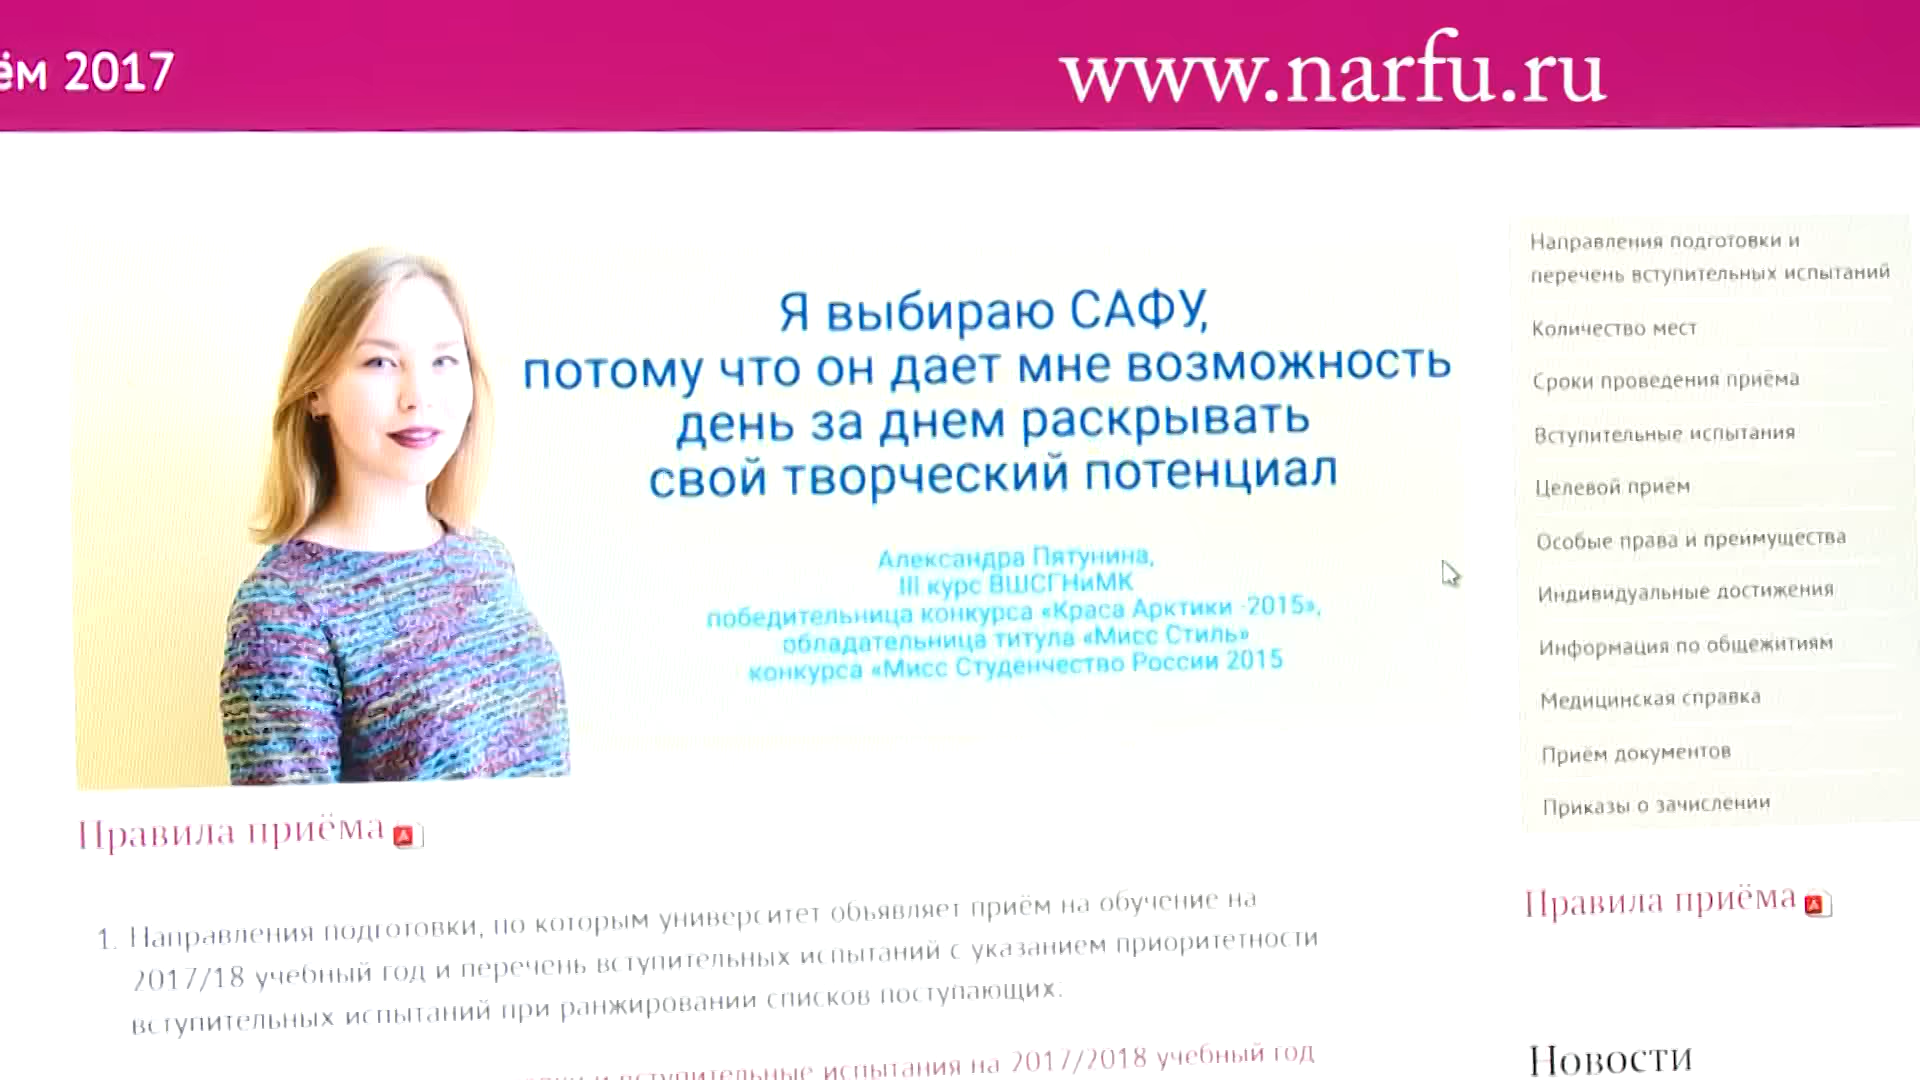 ём 2017
www.narfu.ru
Я выбираю САФУ,
потому что он дает мне возможность
день за днем раскрывать
свой творческий потенциал
Александра Пятунина,
III курс ВШСГНиМК
победительница конкурса «Краса Арктики -2015»,
обладательница титула «Мисс Стиль»
конкурса «Мисс Студенчество России 2015
Направления подготовки и
перечень вступительных испытаний
Количество мест
Сроки проведения приёма
Вступительные испытания
Целевой приём
Особые права и преимущества
Индивидуальные достижения
Информация по общежитиям
Медицинская справка
Приём документов
Приказы о зачислении
Правила приёма
1. Направления подготовки, по которым университет объявляет приём на обучение на
2017/18 учебный год и перечень вступительных испытаний с указанием приоритетности
вступительных испытаний при ранжировании списков поступающих:
и вступительные испытания на 2017/2018 учебный год
Правила приёма
Новости